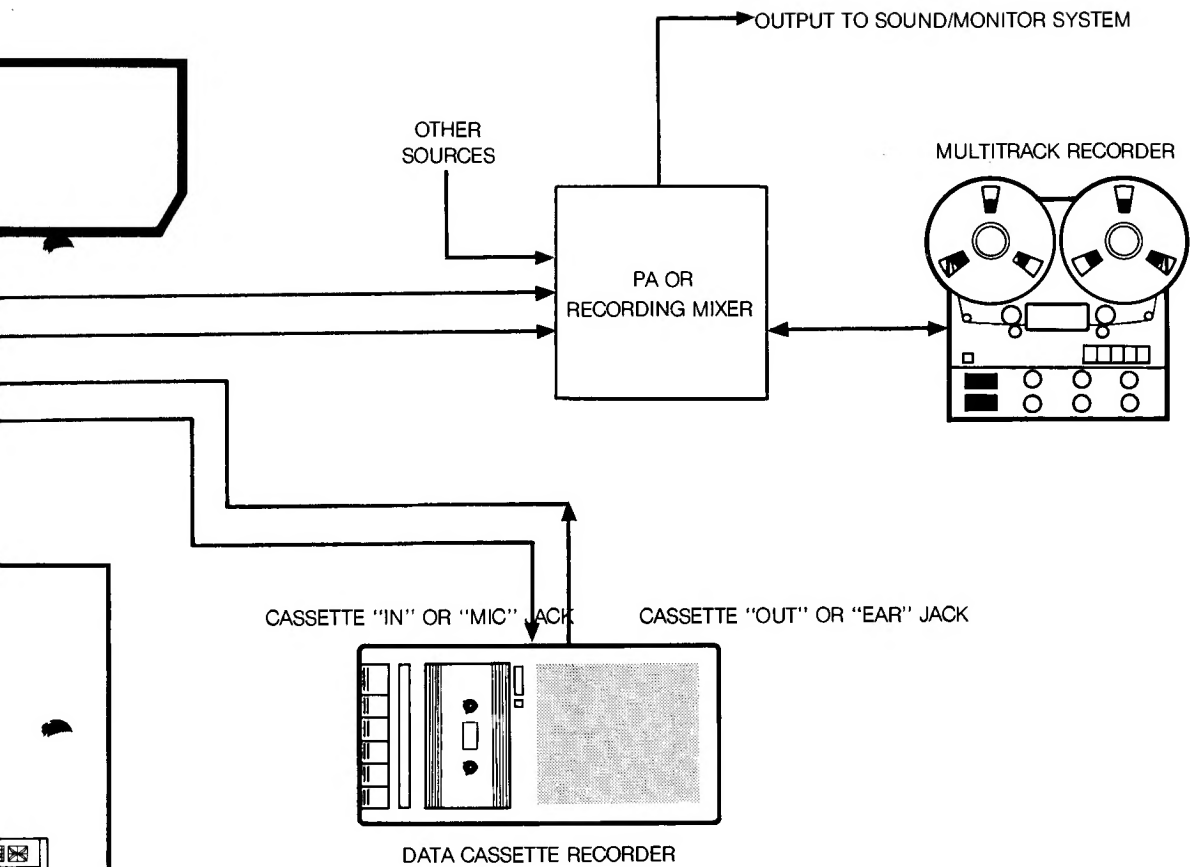 OUTPUT TO SOUND/MONITOR SYSTEM
OTHER
SOURCES
MULTITRACK RECORDER
PA OR
RECORDING MIXER
CASSETTE "IN" OR "MIC" JACK
CASSETTE "OUT" OR "EAR" JACK
DATA CASSETTE RECORDER